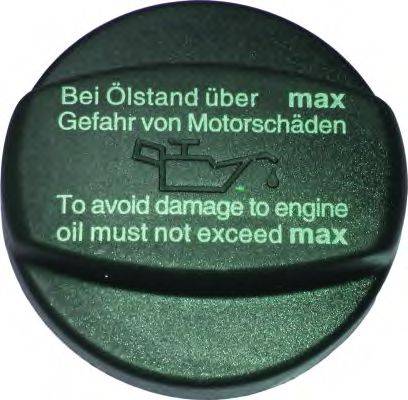 Bei Ölstand über max
Gefahr von Motorschäden
To avoid damage to engine
oil must not exceed max